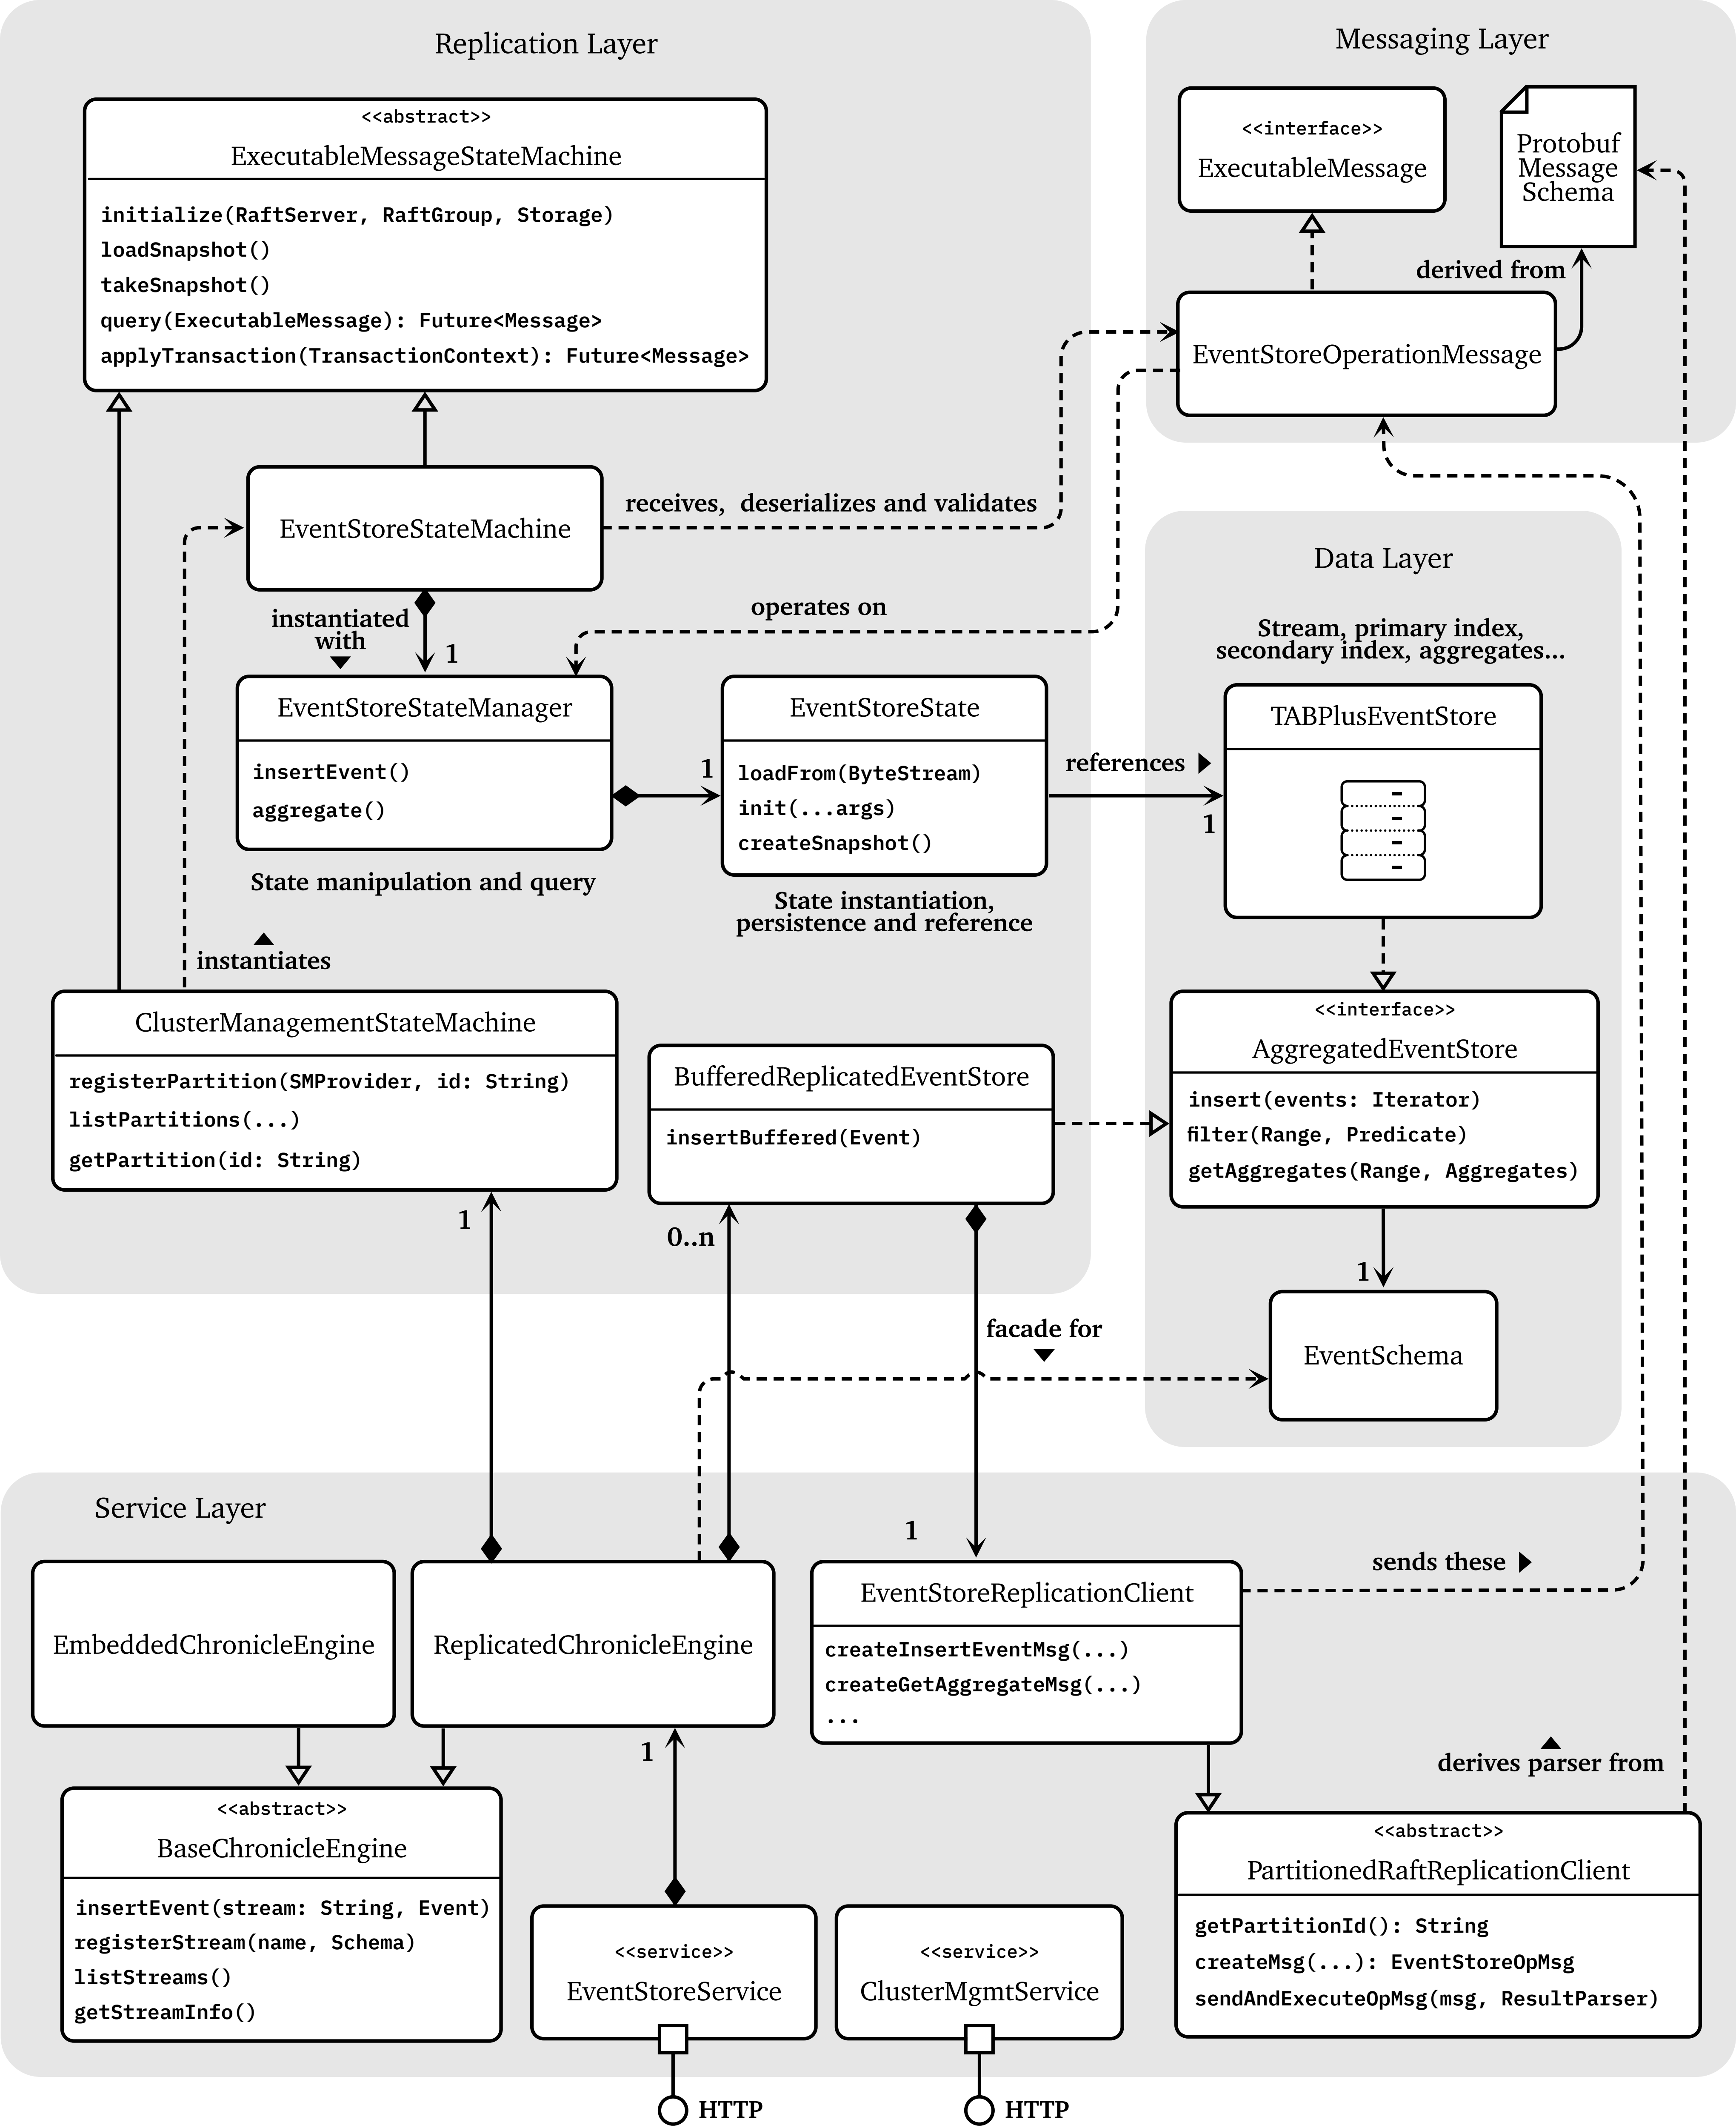 Replication Layer
<<abstract>>
ExecutableMessageStateMachine
initialize(RaftServer, RaftGroup, Storage)
loadSnapshot()
takeSnapshot()
query(ExecutableMessage): Future<Message>
applyTransaction(TransactionContext): Future<Message>
EventStoreStateMachine
receives, deserializes and validates
instantiated
with
1
operates on
EventStoreStateManager
insertEvent()
aggregate()
State manipulation and query
1
EventStoreState
loadFrom(ByteStream)
init(...args)
createSnapshot()
State instantiation,
persistence and reference
references
1
instantiates
ClusterManagementStateMachine
registerPartition(SMProvider, id: String)
listPartitions(...)
getPartition(id: String)
1
BufferedReplicatedEventStore
insertBuffered(Event)
0..n
Messaging Layer
<<interface>>
ExecutableMessage
Protobuf
Message
Schema
derived from
EventStoreOperationMessage
Data Layer
Stream, primary index,
secondary index, aggregates...
TABPlusEventStore
<<interface>>
AggregatedEventStore
insert(events: Iterator)
filter(Range, Predicate)
getAggregates(Range, Aggregates)
1
EventSchema
facade for
Service Layer
EmbeddedChronicleEngine
ReplicatedChronicleEngine
1
EventStoreReplicationClient
createInsertEventMsg(...)
createGetAggregateMsg(...)
...
sends these
1
derives parser from
<<abstract>>
BaseChronicleEngine
insertEvent(stream: String, Event)
registerStream(name, Schema)
listStreams()
getStreamInfo()
<<service>>
EventStoreService
HTTP
<<service>>
ClusterMgmtService
HTTP
<<abstract>>
PartitionedRaftReplicationClient
getPartitionId(): String
createMsg(...): EventStoreOpMsg
sendAndExecuteOpMsg(msg, ResultParser)